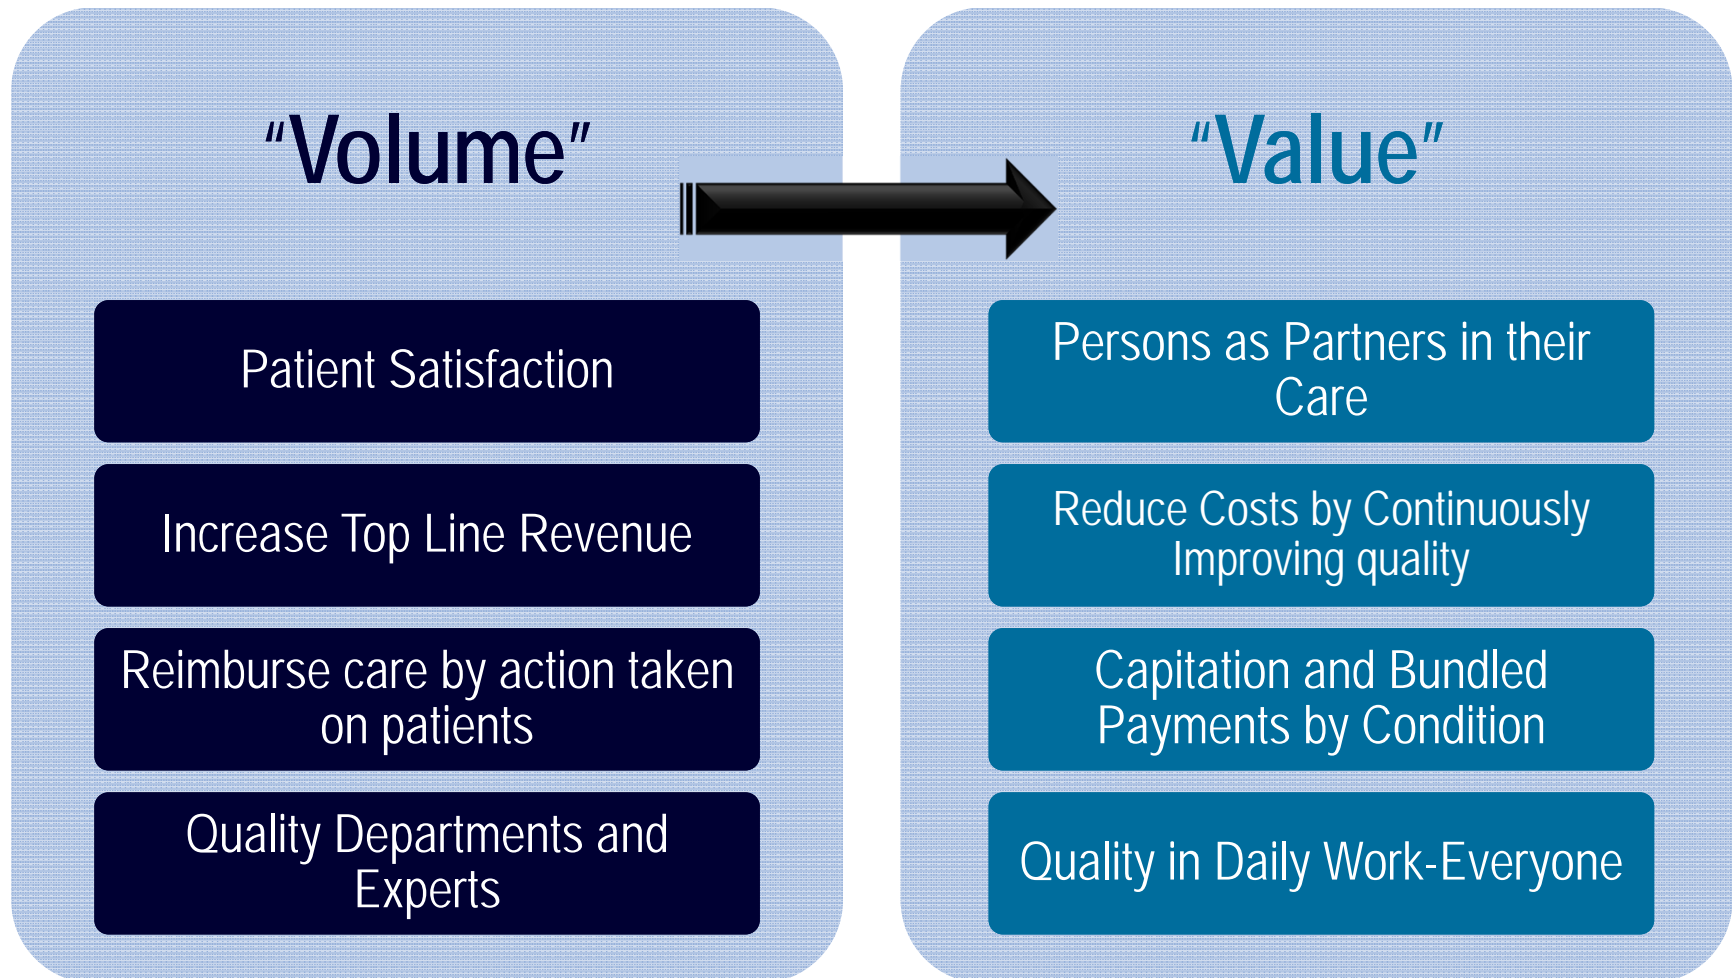 “Volume”
Patient Satisfaction
Increase Top Line Revenue
Reimburse care by action taken
on patients
Quality Departments and
Experts
“Value”
Persons as Partners in their
Care
Reduce Costs by Continuously
Improving quality
Capitation and Bundled
Payments by Condition
Quality in Daily Work-Everyone